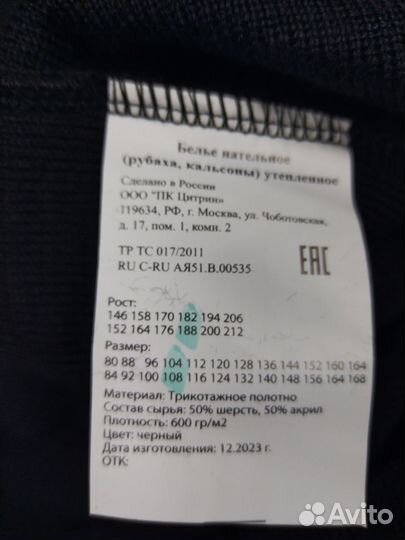 Белье нательное
(рубаха, кальсоны) утепленное
Сделано в России
ООО "ПК Цитрин"
119634, РФ, г. Москва, ул. Чоботовская,
д. 17, пом. 1, комн. 2
ТР ТС 017/2011
RU C-RU АЯ51.В.00535
ЕАС
Рост:
146 158 170 182 194 206
152 164 176 188 200 212
Размер:
80 88 96 104 112 120 128 136 144 152 160 164
84 92 100 108 116 124 132 140 148 156 164 168
Материал: Трикотажное полотно
Состав сырья: 50% шерсть, 50% акрил
Плотность: 600 гр/м2
Цвет: черный
Дата изготовления: 12.2023 г.
ОТК:
Avito